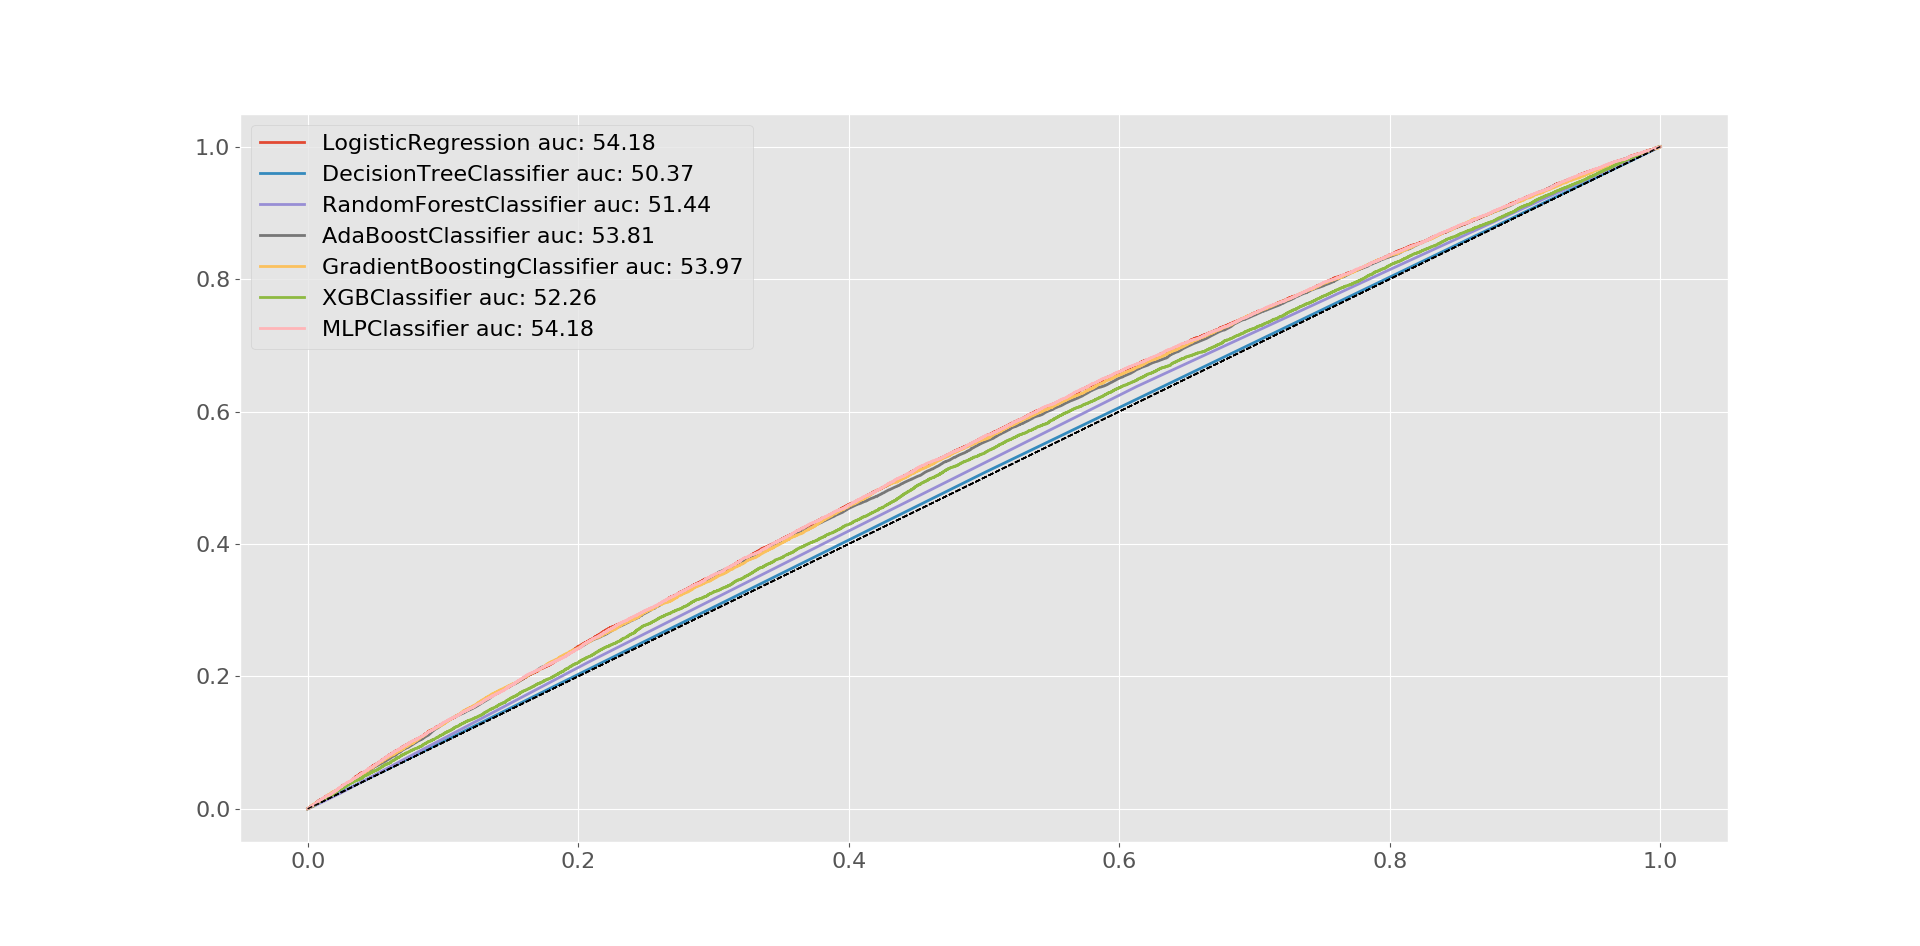 LogisticRegression auc: 54.18
DecisionTreeClassifier auc: 50.37
RandomForestClassifier auc: 51.44
AdaBoostClassifier auc: 53.81
GradientBoostingClassifier auc: 53.97
XGBClassifier auc: 52.26
MLPClassifier auc: 54.18
1.0
0.8
0.6
0.4
0.2
0.0
0.0 0.2 0.4 0.6 0.8 1.0